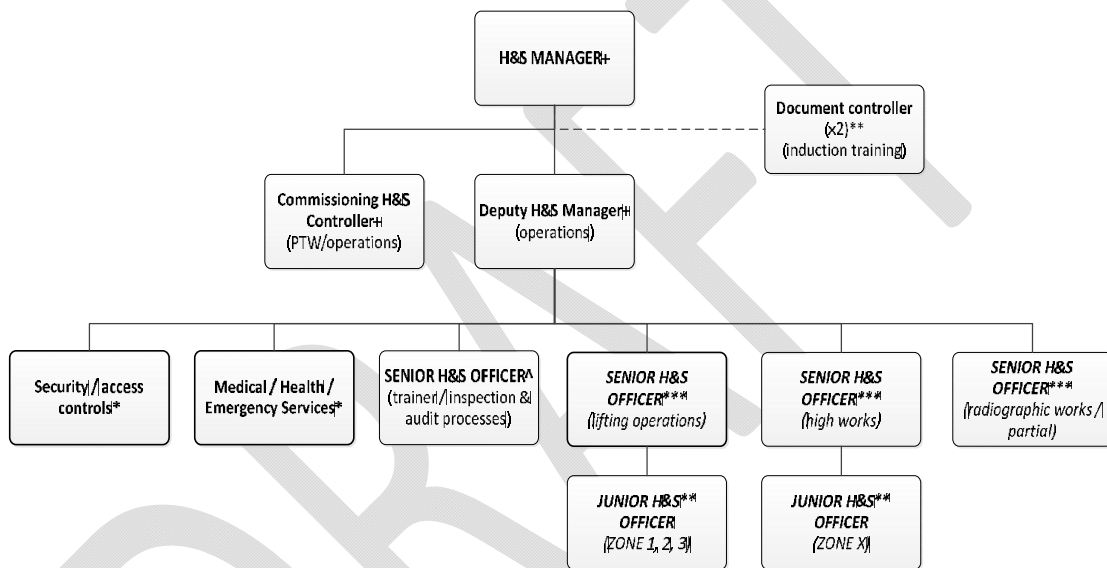 H&S MANAGER+
Document controller
(x2)**
(induction training)
Commissioning H&S
Controller+
(PTW/operations)
Deputy H&S Manager+
(operations)
Security / access
controls*
Medical / Health /
Emergency Services*
SENIOR H&S OFFICER^
(trainer / inspection &
audit processes)
SENIOR H&S
OFFICER***
(lifting operations)
SENIOR H&S
OFFICER***
(high works)
SENIOR H&S
OFFICER***
(radiographic works /
partial)
JUNIOR H&S**
OFFICER
(ZONE 1, 2, 3)
JUNIOR H&S**
OFFICER
(ZONE X)
DRAFT